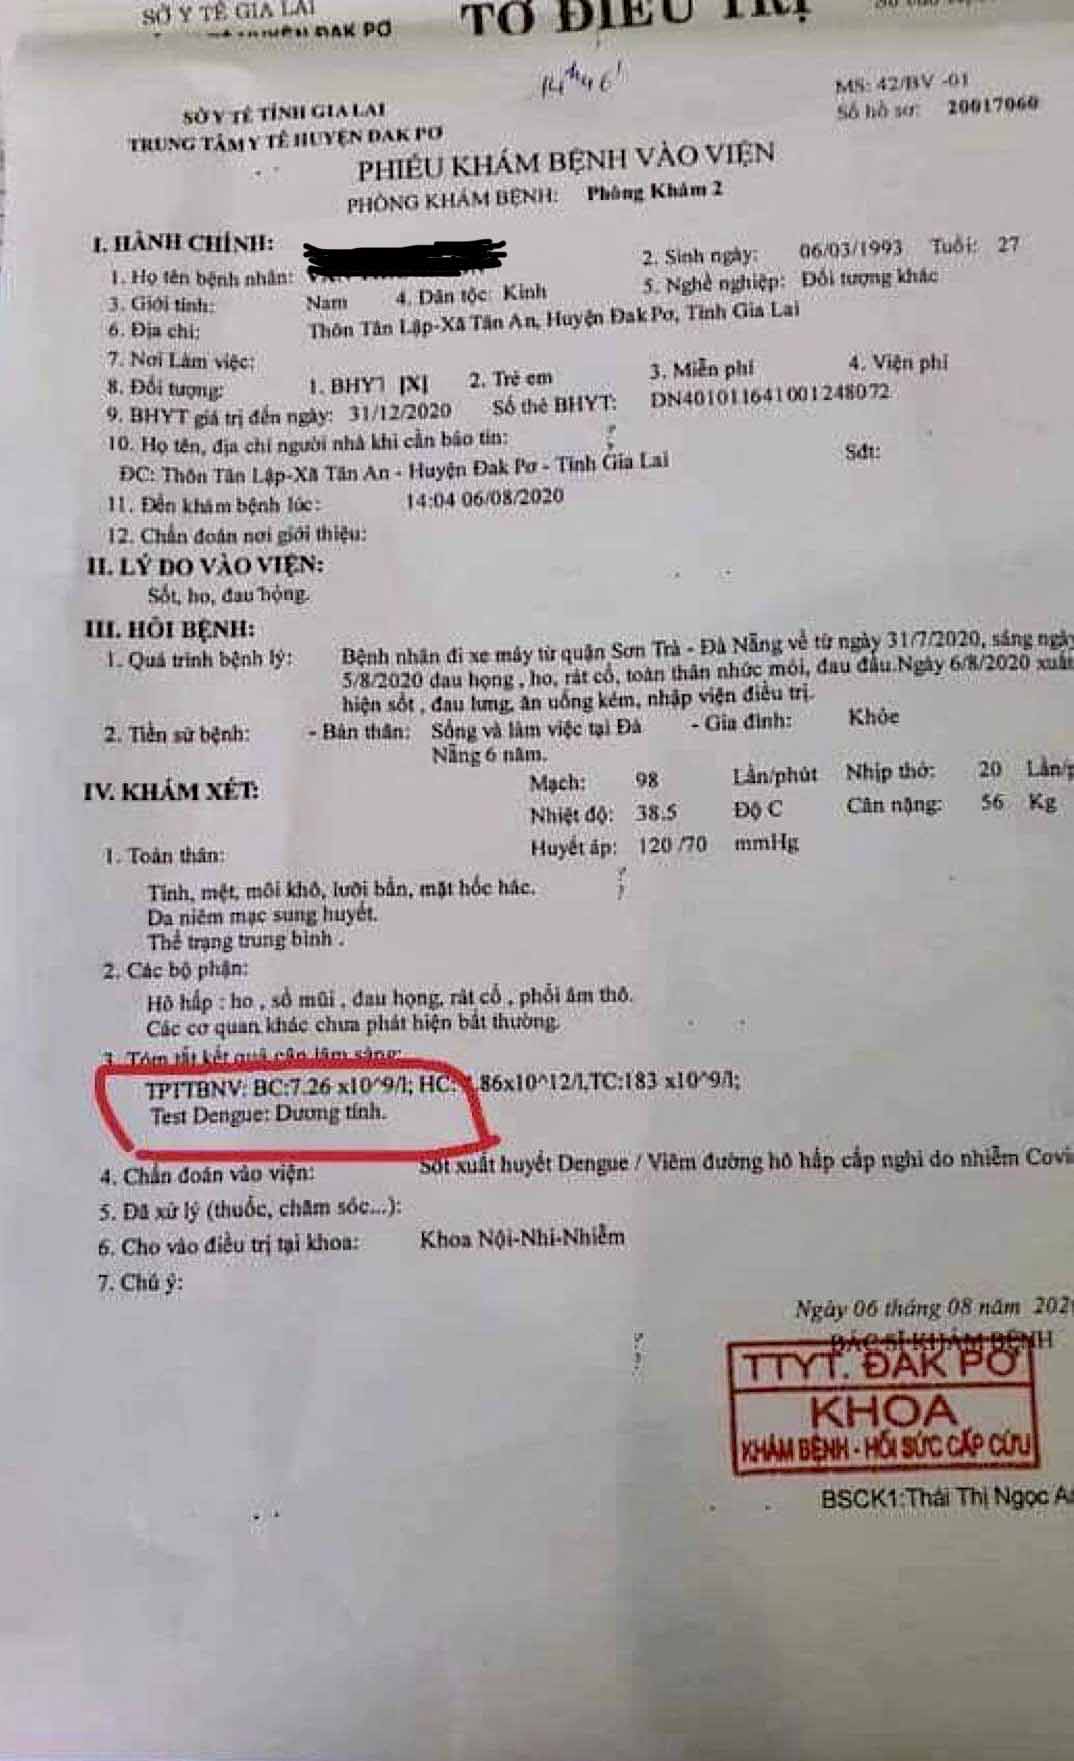 SỞ Y TẾ GIA LAI
ĐAK PƠ
TỜ ĐIỀU TRỊ
MS: 42/BV -01
Số hồ sơ: 20017060
SỞ Y TẾ TỈNH GIA LAI
TRUNG TÂM Y TẾ HUYỆN ĐAK PƠ
PHIẾU KHÁM BỆNH VÀO VIỆN
PHÒNG KHÁM BỆNH: Phòng Khám 2
I. HÀNH CHÍNH:
1. Họ tên bệnh nhân: 2. Sinh ngày: 06/03/1993 Tuổi: 27
3. Giới tính: Nam 4. Dân tộc: Kinh 5. Nghề nghiệp: Đối tượng khác
6. Địa chỉ: Thôn Tân Lập-Xã Tân An, Huyện Đak Pơ, Tỉnh Gia Lai
7. Nơi Làm việc:
8. Đối tượng: 1. BHYT [X] 2. Trẻ em 3. Miễn phí 4. Viện phí
9. BHYT giá trị đến ngày: 31/12/2020 Số thẻ BHYT: DN401011641001248072
10. Họ tên, địa chỉ người nhà khi cần báo tin:
ĐC: Thôn Tân Lập-Xã Tân An - Huyện Đak Pơ - Tỉnh Gia Lai Sđt:
11. Đến khám bệnh lúc: 14:04 06/08/2020
12. Chẩn đoán nơi giới thiệu:
II. LÝ DO VÀO VIỆN:
Sốt, ho, đau họng.
III. HỎI BỆNH:
1. Quá trình bệnh lý: Bệnh nhân đi xe máy từ quận Sơn Trà - Đà Nẵng về từ ngày 31/7/2020, sáng ngày
5/8/2020 đau họng , ho, rát cổ, toàn thân nhức mỏi, đau đầu.Ngày 6/8/2020 xuất
hiện sốt , đau lưng, ăn uống kém, nhập viện điều trị.
2. Tiền sử bệnh: - Bản thân: Sống và làm việc tại Đà - Gia đình: Khỏe
Nẵng 6 năm.
IV. KHÁM XÉT: Mạch: 98 Lần/phút Nhịp thở: 20 Lần/p
Nhiệt độ: 38.5 Độ C Cân nặng: 56 Kg
1. Toàn thân: Huyết áp: 120 /70 mmHg
Tỉnh, mệt, môi khô, lưỡi bẩn, mặt hốc hác.
Da niêm mạc sung huyết.
Thể trạng trung bình .
2. Các bộ phận:
Hô hấp : ho , sổ mũi , đau họng, rát cổ , phổi âm thô.
Các cơ quan khác chưa phát hiện bất thường.
3. Tóm tắt kết quả cận lâm sàng:
TPTTBNV: BC:7.26 x10^9/l; HC: .86x10^12/l,TC:183 x10^9/l;
Test Dengue: Dương tính.
4. Chẩn đoán vào viện: Sốt xuất huyết Dengue / Viêm đường hô hấp cấp nghi do nhiễm Covi
5. Đã xử lý (thuốc, chăm sóc...):
6. Cho vào điều trị tại khoa: Khoa Nội-Nhi-Nhiễm
7. Chú ý:
Ngày 06 tháng 08 năm 202
BÁC SĨ KHÁM BỆNH
TTYT. ĐAK PƠ
KHOA
KHÁM BỆNH - HỒI SỨC CẤP CỨU
BSCK1:Thái Thị Ngọc